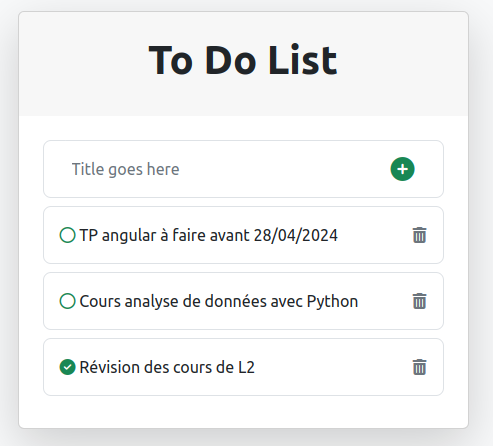 To Do List
Title goes here
TP angular à faire avant 28/04/2024
Cours analyse de données avec Python
Révision des cours de L2